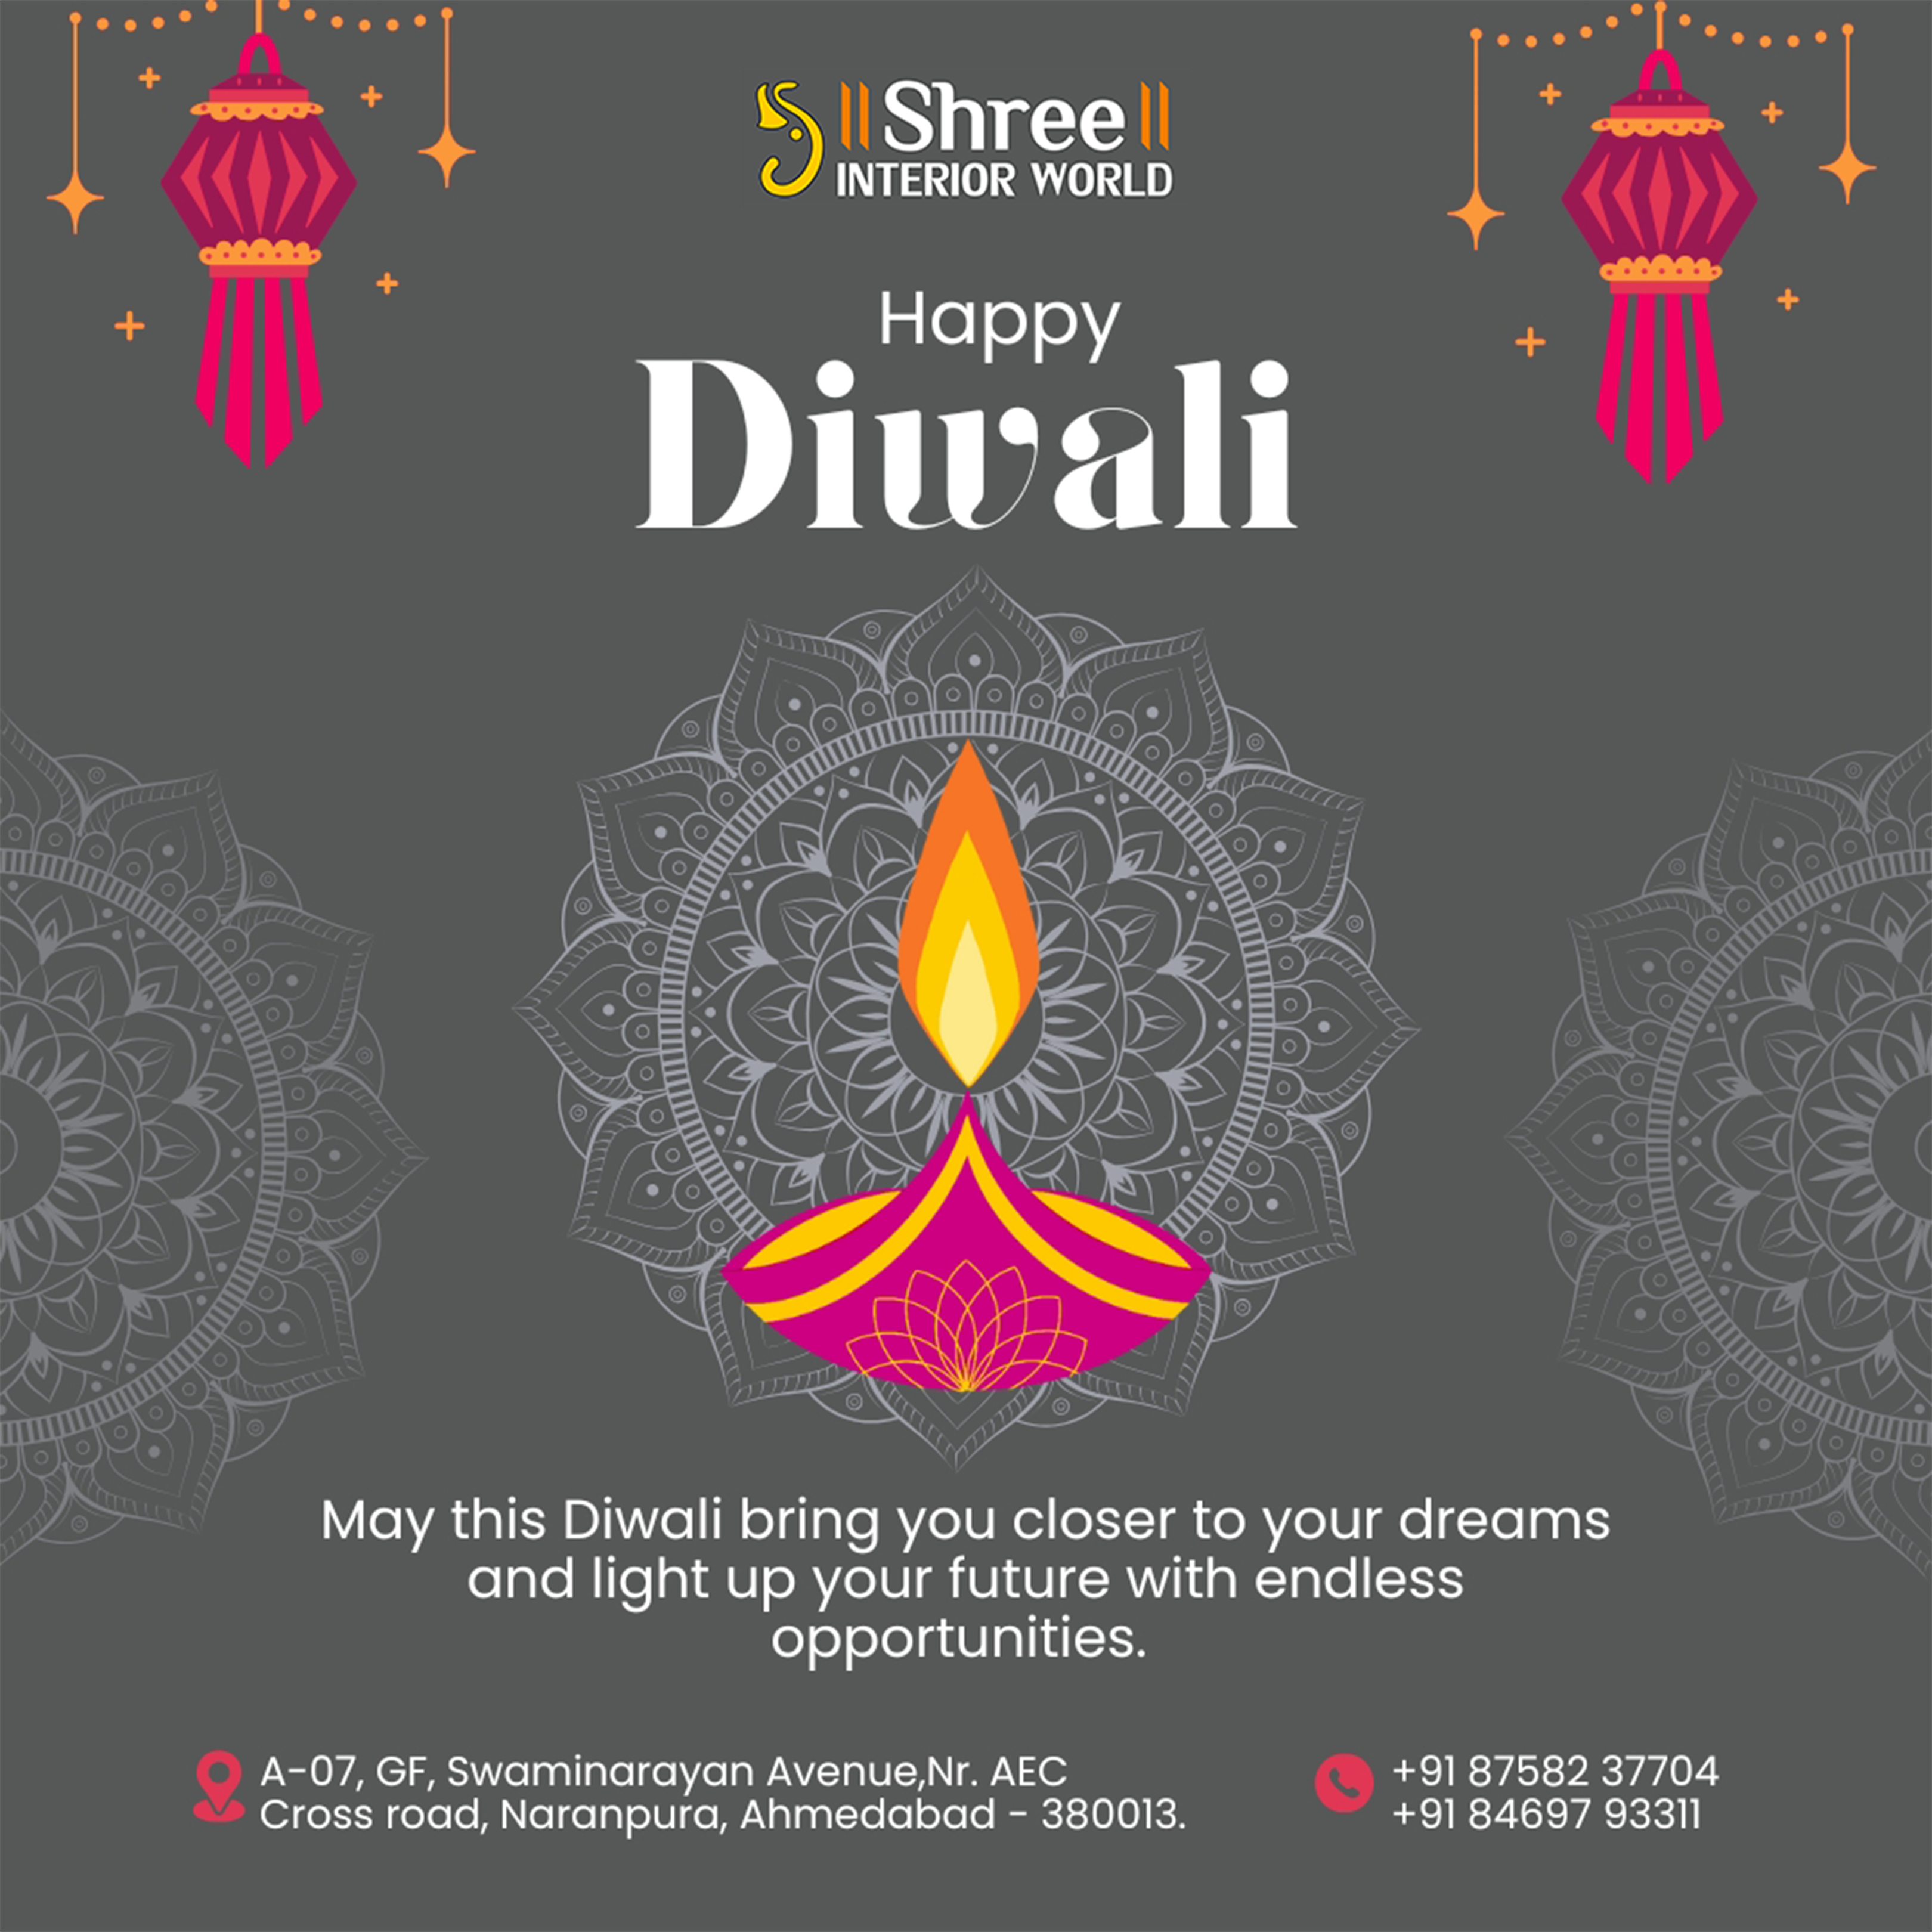 || Shree ||
INTERIOR WORLD
Happy
Diwali
May this Diwali bring you closer to your dreams
and light up your future with endless
opportunities.
A-07, GF, Swaminarayan Avenue,Nr. AEC
Cross road, Naranpura, Ahmedabad - 380013.
+91 87582 37704
+91 84697 93311